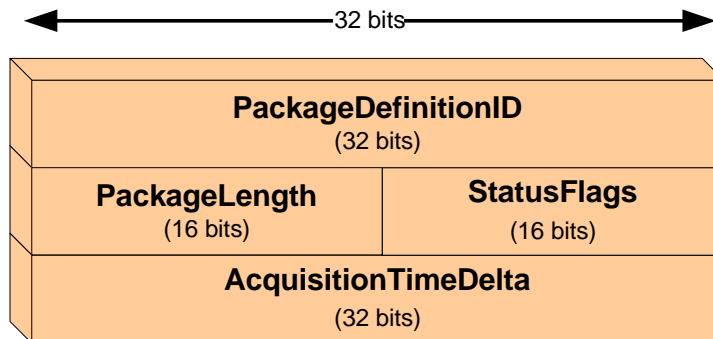 32 bits
PackageDefinitionID
(32 bits)
PackageLength
(16 bits)
StatusFlags
(16 bits)
AcquisitionTimeDelta
(32 bits)